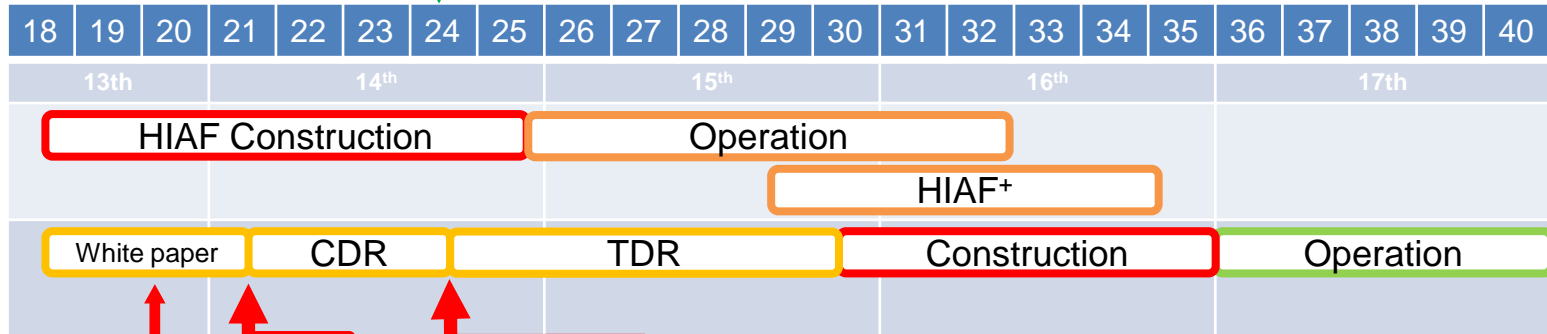 18 19 20 21 22 23 24 25 26 27 28 29 30 31 32 33 34 35 36 37 38 39 40
13th 14th 15th 16th 17th
HIAF Construction Operation
HIAF+
White paper CDR TDR Construction Operation